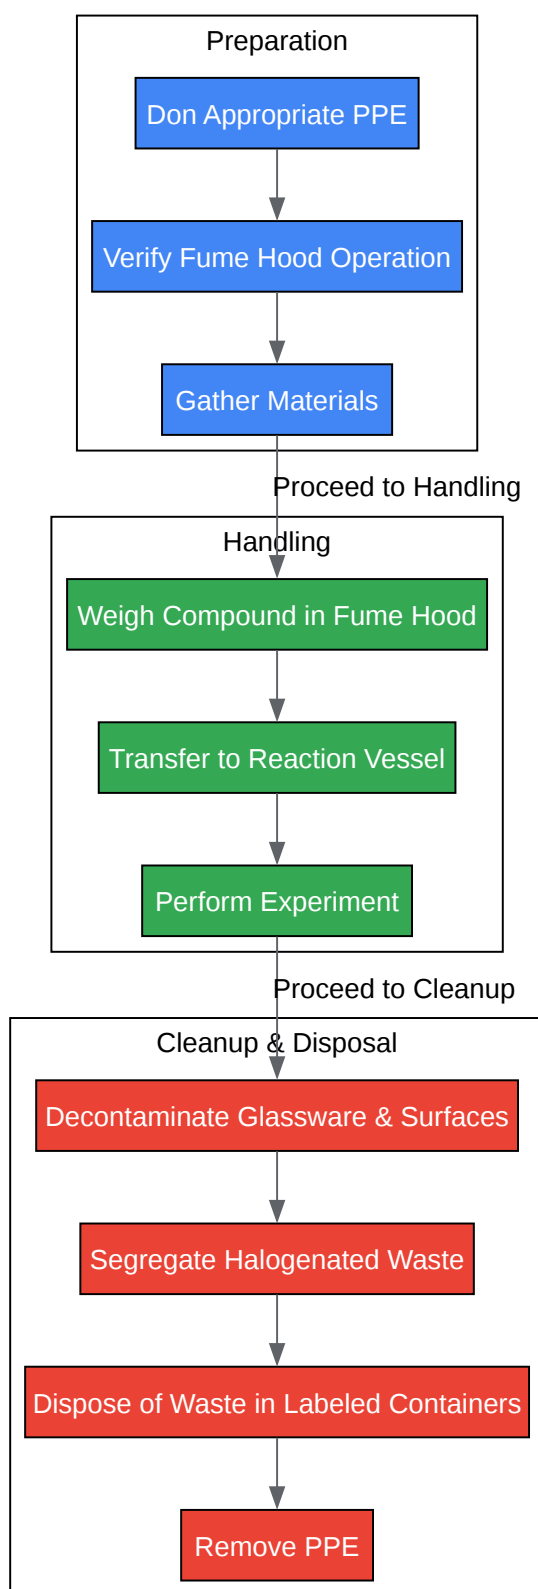 Preparation
Don Appropriate PPE
Verify Fume Hood Operation
Gather Materials
Proceed to Handling
Handling
Weigh Compound in Fume Hood
Transfer to Reaction Vessel
Perform Experiment
Proceed to Cleanup
Cleanup & Disposal
Decontaminate Glassware & Surfaces
Segregate Halogenated Waste
Dispose of Waste in Labeled Containers
Remove PPE